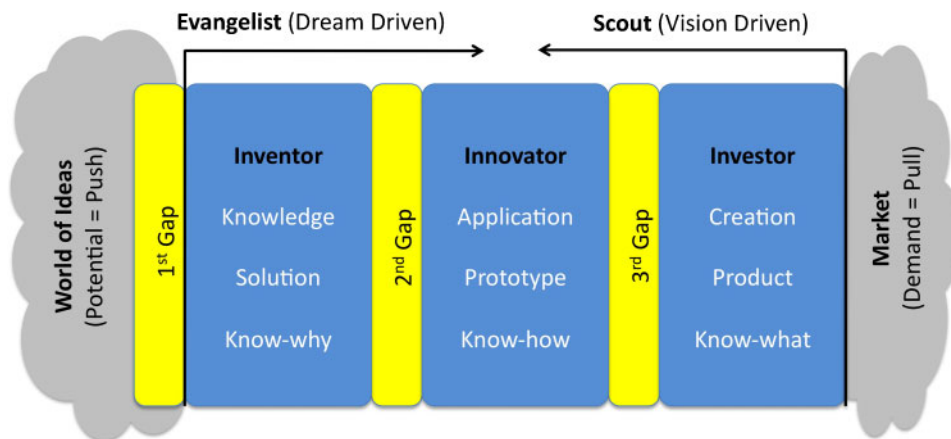 Evangelist (Dream Driven)
Scout (Vision Driven)
World of Ideas
(Potential = Push)
1st Gap
Inventor
Knowledge
Solution
Know-why
2nd Gap
Innovator
Application
Prototype
Know-how
3rd Gap
Investor
Creation
Product
Know-what
Market
(Demand = Pull)